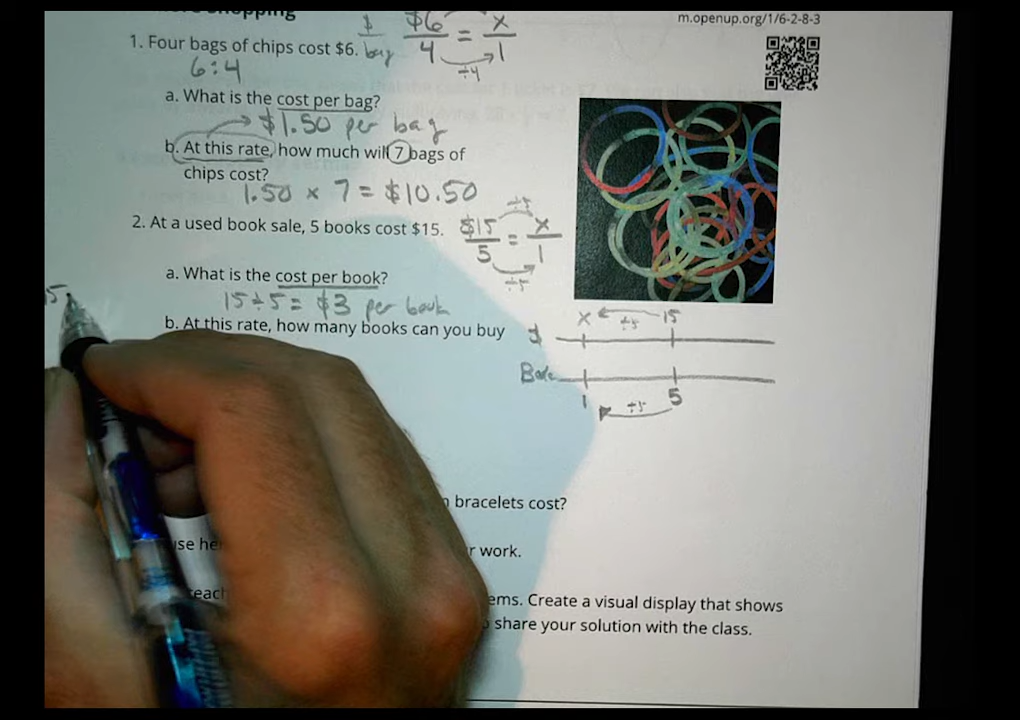 Shopping
m.openup.org/1/6-2-8-3
$ $6 = x
bag 4 1
÷4
1. Four bags of chips cost $6.
6:4
a. What is the cost per bag?
$1.50 per bag
b. At this rate, how much will 7 bags of
chips cost?
1.50 × 7 = $10.50
÷5
2. At a used book sale, 5 books cost $15.
$15 = x
5 1
÷5
a. What is the cost per book?
15 ÷ 5 = $3 per book
15
b. At this rate, how many books can you buy
x ÷5 15
$
1 ÷5 5
bracelets cost?
use
r work.
each
ems. Create a visual display that shows
share your solution with the class.